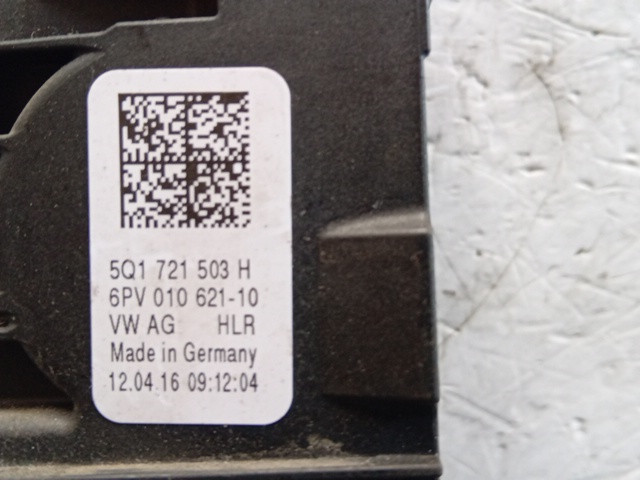 5Q1 721 503 H
6PV 010 621-10
VW AG HLR
Made in Germany
12.04.16 09:12:04